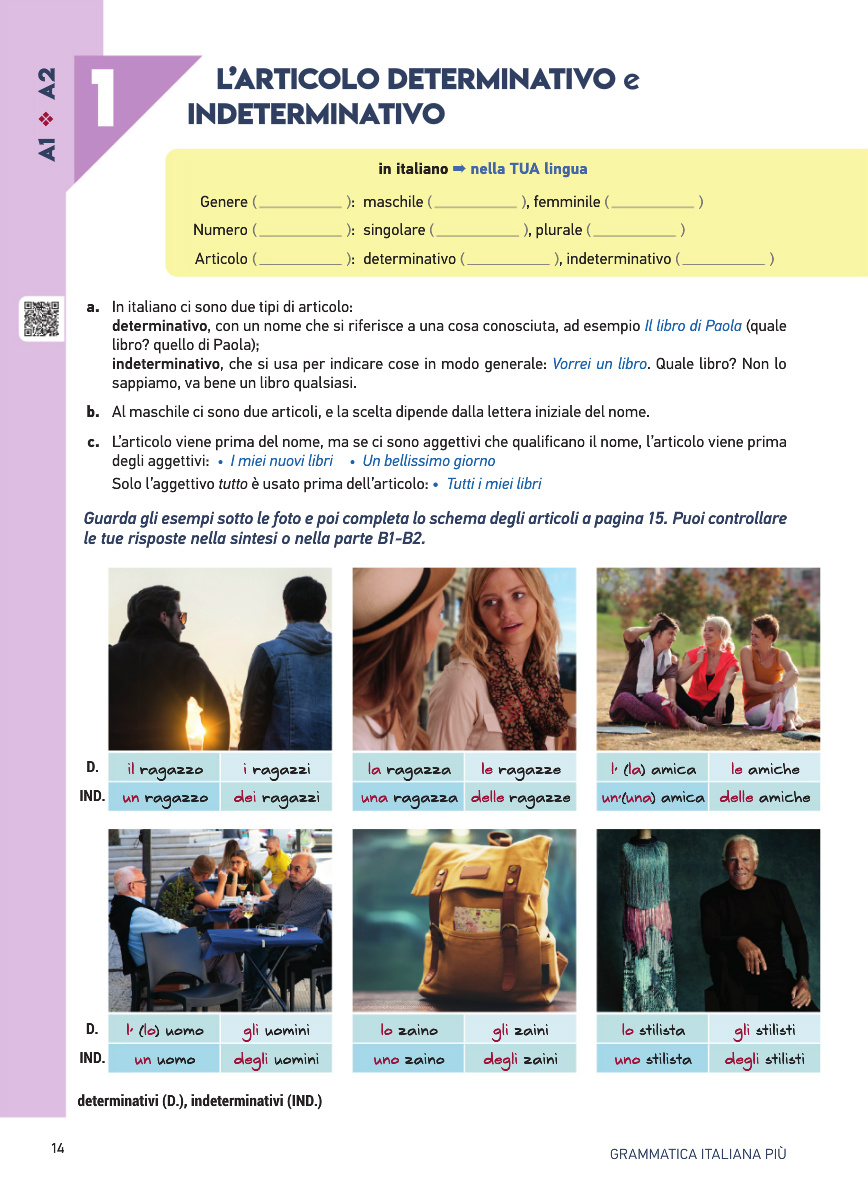 A1 ❖ A2
1
L'ARTICOLO DETERMINATIVO e
INDETERMINATIVO
in italiano ➡ nella TUA lingua
Genere ( __________ ): maschile ( __________ ), femminile ( __________ )
Numero ( __________ ): singolare ( __________ ), plurale ( __________ )
Articolo ( __________ ): determinativo ( __________ ), indeterminativo ( __________ )
a. In italiano ci sono due tipi di articolo:
determinativo, con un nome che si riferisce a una cosa conosciuta, ad esempio Il libro di Paola (quale
libro? quello di Paola);
indeterminativo, che si usa per indicare cose in modo generale: Vorrei un libro. Quale libro? Non lo
sappiamo, va bene un libro qualsiasi.
b. Al maschile ci sono due articoli, e la scelta dipende dalla lettera iniziale del nome.
c. L'articolo viene prima del nome, ma se ci sono aggettivi che qualificano il nome, l'articolo viene prima
degli aggettivi: • I miei nuovi libri • Un bellissimo giorno
Solo l'aggettivo tutto è usato prima dell'articolo: • Tutti i miei libri
Guarda gli esempi sotto le foto e poi completa lo schema degli articoli a pagina 15. Puoi controllare
le tue risposte nella sintesi o nella parte B1-B2.
D. il ragazzo i ragazzi la ragazza le ragazze l' (la) amica le amiche
IND. un ragazzo dei ragazzi una ragazza delle ragazze un'(una) amica delle amiche
D. l' (lo) uomo gli uomini lo zaino gli zaini lo stilista gli stilisti
IND. un uomo degli uomini uno zaino degli zaini uno stilista degli stilisti
determinativi (D.), indeterminativi (IND.)
14
GRAMMATICA ITALIANA PIÙ